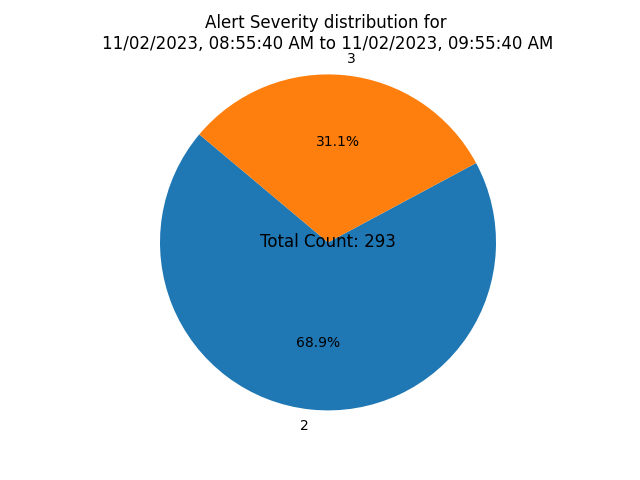 Alert Severity distribution for
11/02/2023, 08:55:40 AM to 11/02/2023, 09:55:40 AM
3
31.1%
Total Count: 293
68.9%
2